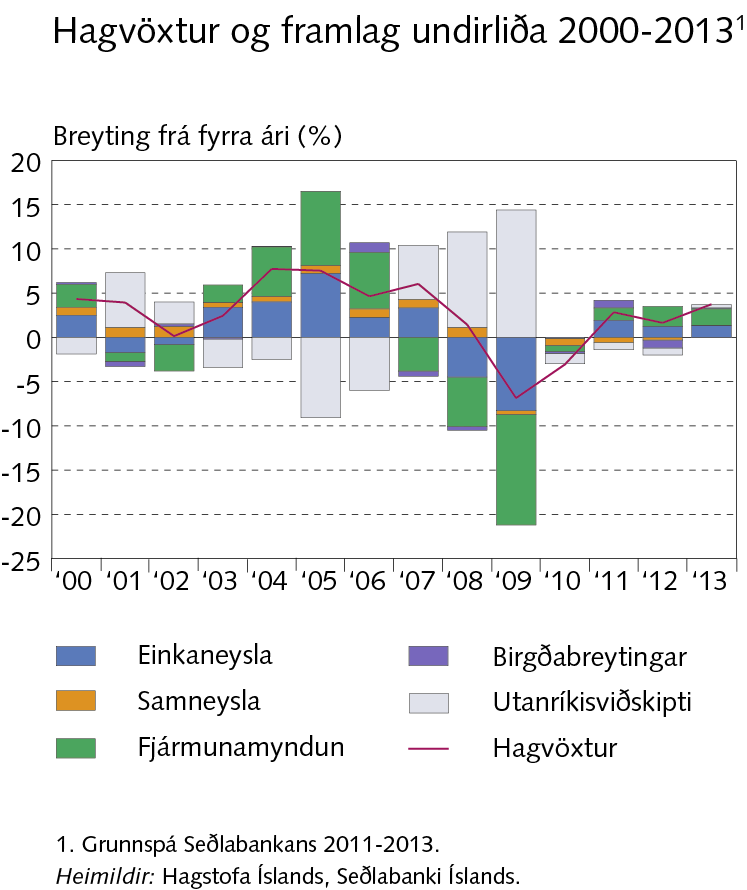 Hagvöxtur og framlag undirliða 2000-2013¹
Breyting frá fyrra ári (%)
20
15
10
5
0
-5
-10
-15
-20
-25
‘00 ‘01 ‘02 ‘03 ‘04 ‘05 ‘06 ‘07 ‘08 ‘09 ‘10 ‘11 ‘12 ‘13
Einkaneysla
Samneysla
Fjármunamyndun
Birgðabreytingar
Utanríkisviðskipti
Hagvöxtur
1. Grunnspá Seðlabankans 2011-2013.
Heimildir: Hagstofa Íslands, Seðlabanki Íslands.